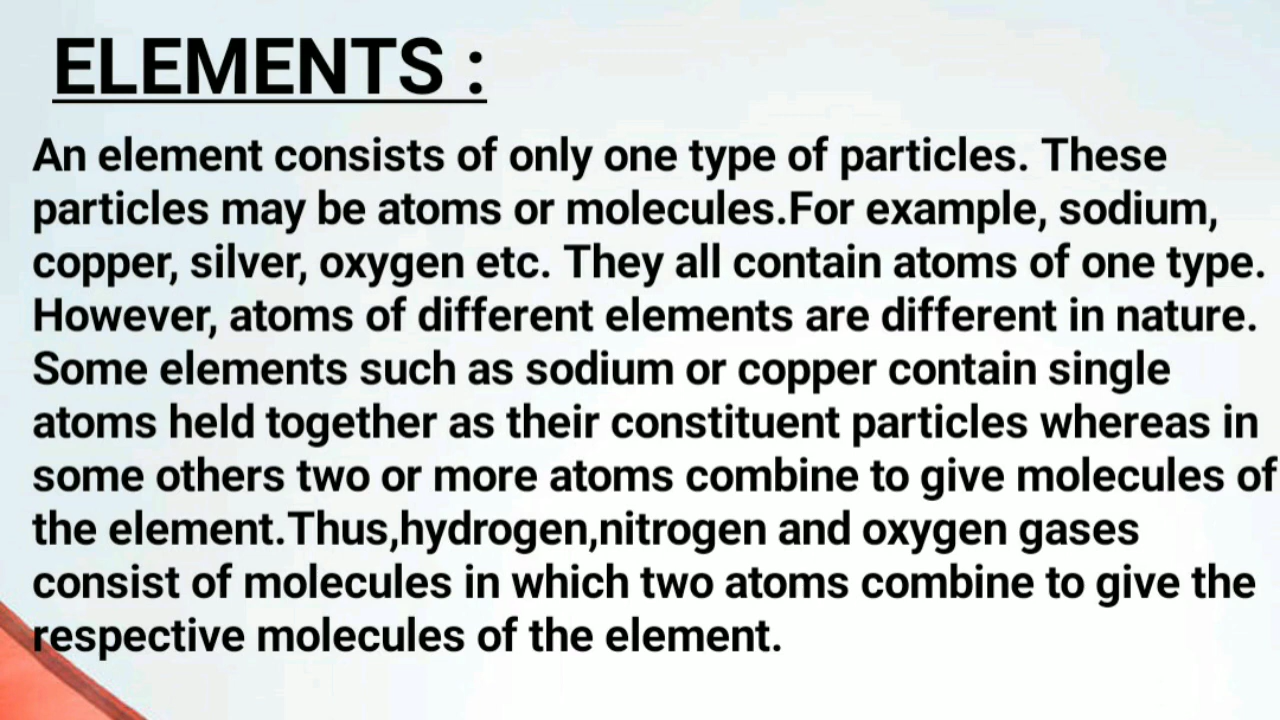 ELEMENTS :
An element consists of only one type of particles. These
particles may be atoms or molecules.For example, sodium,
copper, silver, oxygen etc. They all contain atoms of one type.
However, atoms of different elements are different in nature.
Some elements such as sodium or copper contain single
atoms held together as their constituent particles whereas in
some others two or more atoms combine to give molecules of
the element.Thus,hydrogen,nitrogen and oxygen gases
consist of molecules in which two atoms combine to give the
respective molecules of the element.